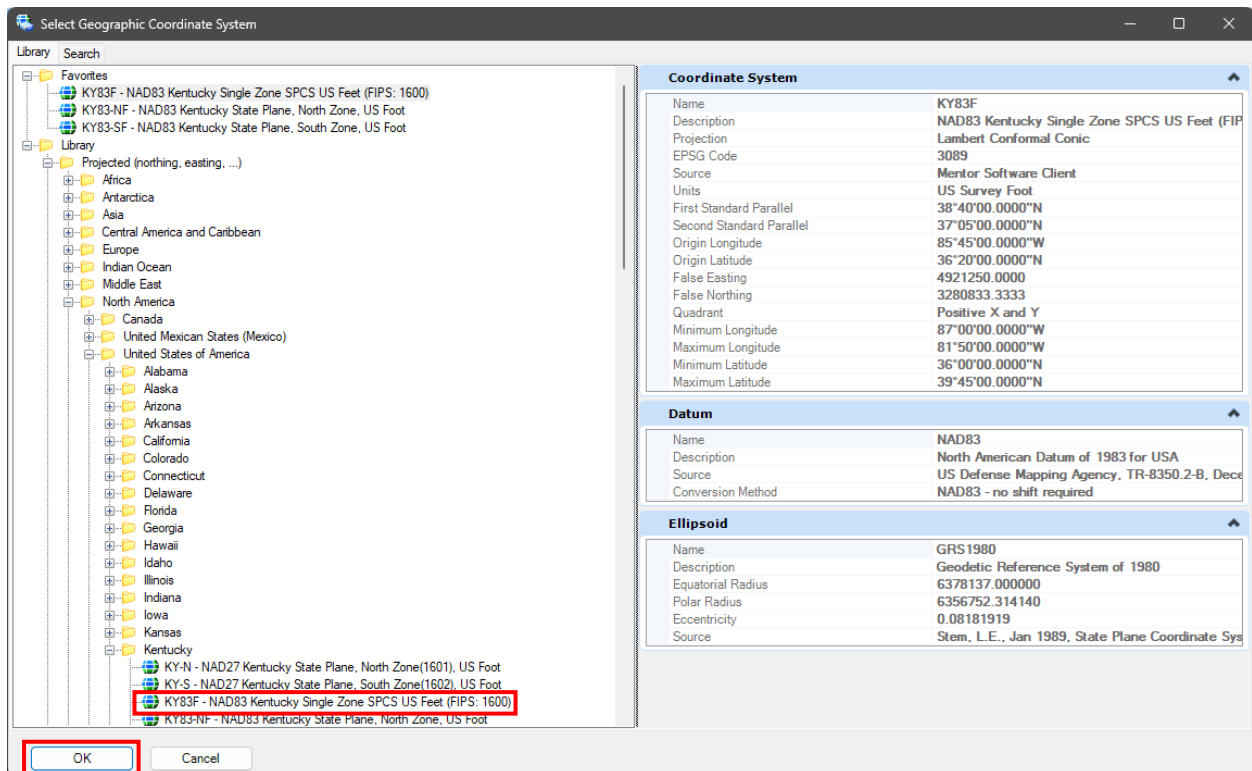 Select Geographic Coordinate System
Library Search
Favorites
KY83F - NAD83 Kentucky Single Zone SPCS US Feet (FIPS: 1600)
KY83-NF - NAD83 Kentucky State Plane, North Zone, US Foot
KY83-SF - NAD83 Kentucky State Plane, South Zone, US Foot
Library
Projected (northing, easting, ...)
Africa
Antarctica
Asia
Central America and Caribbean
Europe
Indian Ocean
Middle East
North America
Canada
United Mexican States (Mexico)
United States of America
Alabama
Alaska
Arizona
Arkansas
California
Colorado
Connecticut
Delaware
Florida
Georgia
Hawaii
Idaho
Illinois
Indiana
Iowa
Kansas
Kentucky
KY-N - NAD27 Kentucky State Plane, North Zone(1601), US Foot
KY-S - NAD27 Kentucky State Plane, South Zone(1602), US Foot
KY83F - NAD83 Kentucky Single Zone SPCS US Feet (FIPS: 1600)
KY83-NF - NAD83 Kentucky State Plane, North Zone, US Foot
Coordinate System
Name KY83F
Description NAD83 Kentucky Single Zone SPCS US Feet (FIP
Projection Lambert Conformal Conic
EPSG Code 3089
Source Mentor Software Client
Units US Survey Foot
First Standard Parallel 38°40'00.0000"N
Second Standard Parallel 37°05'00.0000"N
Origin Longitude 85°45'00.0000"W
Origin Latitude 36°20'00.0000"N
False Easting 4921250.0000
False Northing 3280833.3333
Quadrant Positive X and Y
Minimum Longitude 87°00'00.0000"W
Maximum Longitude 81°50'00.0000"W
Minimum Latitude 36°00'00.0000"N
Maximum Latitude 39°45'00.0000"N
Datum
Name NAD83
Description North American Datum of 1983 for USA
Source US Defense Mapping Agency, TR-8350.2-B, Dece
Conversion Method NAD83 - no shift required
Ellipsoid
Name GRS1980
Description Geodetic Reference System of 1980
Equatorial Radius 6378137.000000
Polar Radius 6356752.314140
Eccentricity 0.08181919
Source Stem, L.E., Jan 1989, State Plane Coordinate Sys
OK Cancel